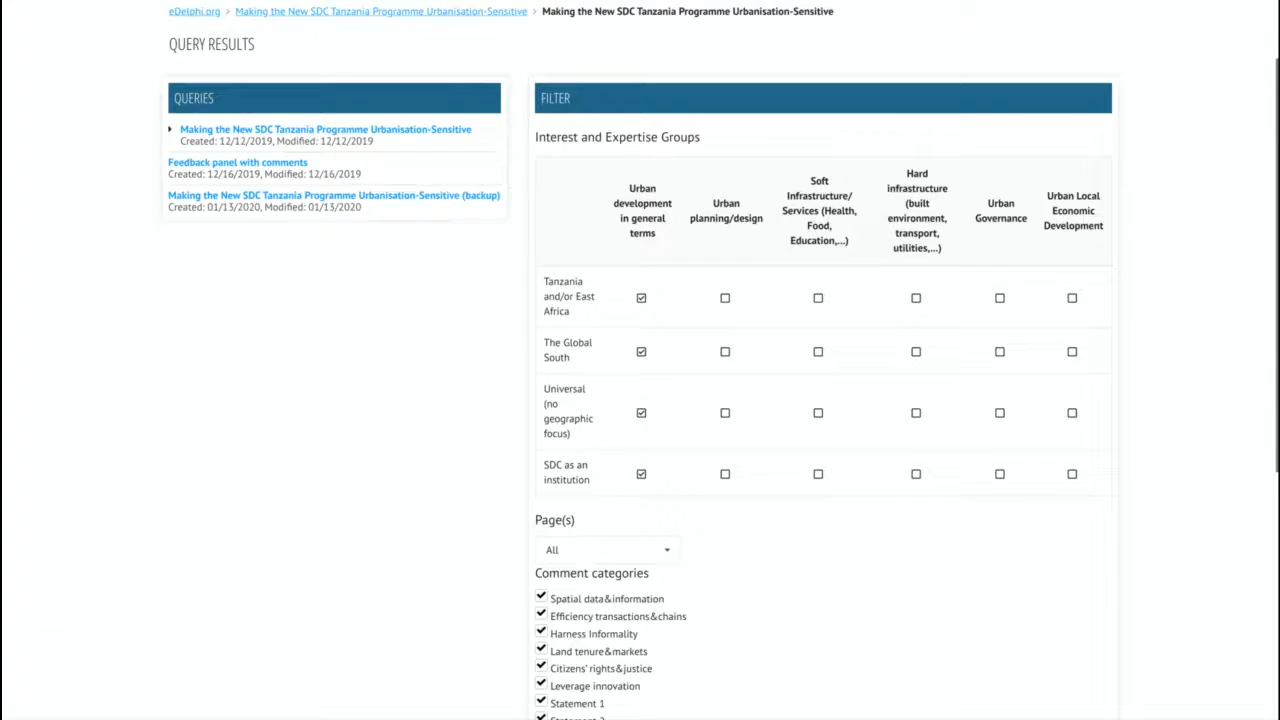 eDelphi.org > Making the New SDC Tanzania Programme Urbanisation-Sensitive > Making the New SDC Tanzania Programme Urbanisation-Sensitive
QUERY RESULTS
QUERIES
Making the New SDC Tanzania Programme Urbanisation-Sensitive
Created: 12/12/2019, Modified: 12/12/2019
Feedback panel with comments
Created: 12/16/2019, Modified: 12/16/2019
Making the New SDC Tanzania Programme Urbanisation-Sensitive (backup)
Created: 01/13/2020, Modified: 01/13/2020
FILTER
Interest and Expertise Groups
Urban
development
in general
terms
Urban
planning/design
Soft
Infrastructure/
Services (Health,
Food,
Education,...)
Hard
infrastructure
(built
environment,
transport,
utilities,...)
Urban
Governance
Urban Local
Economic
Development
Tanzania
and/or East
Africa
The Global
South
Universal
(no
geographic
focus)
SDC as an
institution
Page(s)
All
Comment categories
Spatial data&information
Efficiency transactions&chains
Harness Informality
Land tenure&markets
Citizens' rights&justice
Leverage innovation
Statement 1